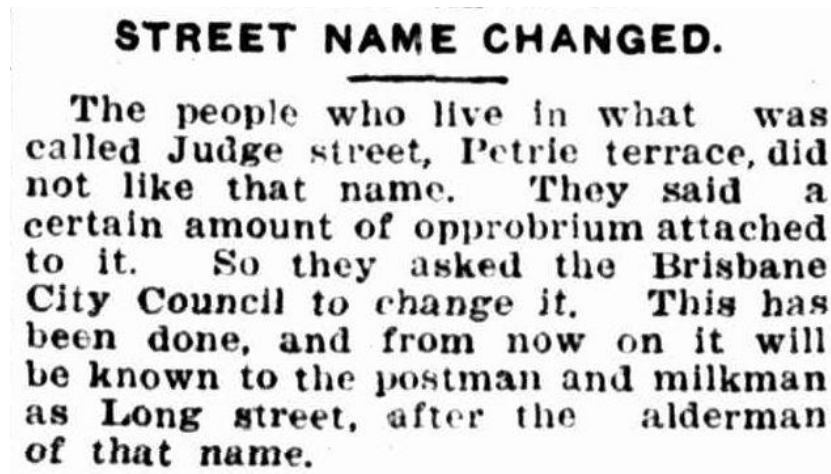 STREET NAME CHANGED.
The people who live in what was
called Judge street, Petrie terrace, did
not like that name. They said a
certain amount of opprobrium attached
to it. So they asked the Brisbane
City Council to change it. This has
been done, and from now on it will
be known to the postman and milkman
as Long street, after the alderman
of that name.